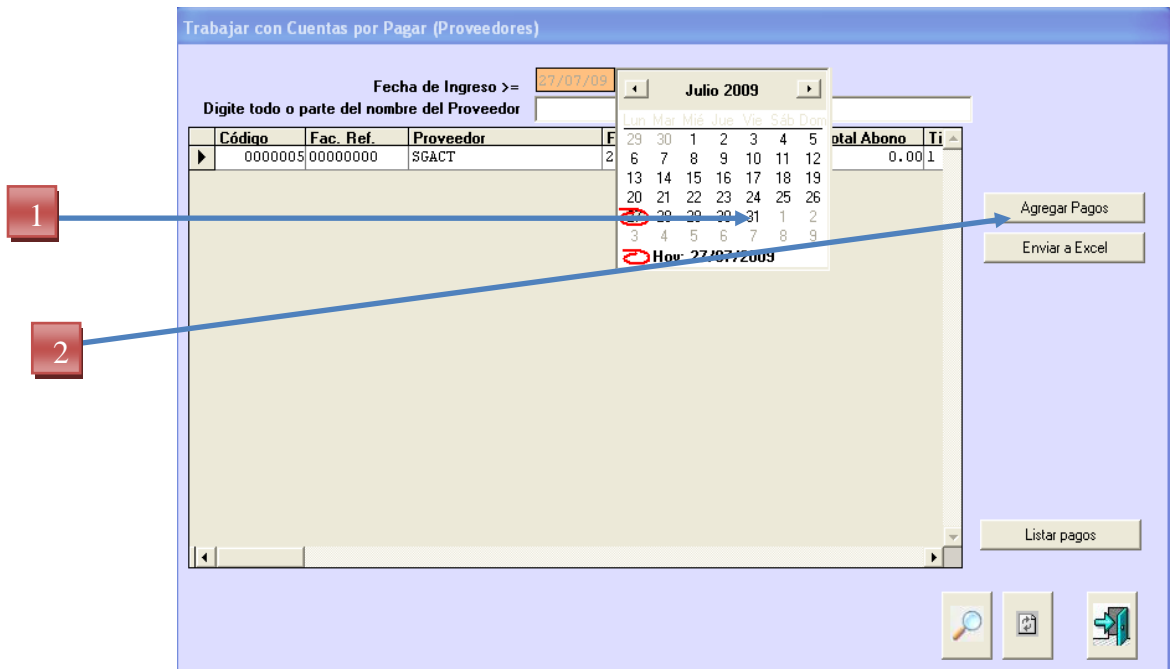 Trabajar con Cuentas por Pagar (Proveedores)
Fecha de Ingreso >= 27/07/09
Digite todo o parte del nombre del Proveedor
Julio 2009
Lun Mar Mié Jue Vie Sáb Dom
29 30 1 2 3 4 5
6 7 8 9 10 11 12
13 14 15 16 17 18 19
20 21 22 23 24 25 26
27 28 29 30 31 1 2
3 4 5 6 7 8 9
Hoy: 27/07/2009
Código Fac. Ref. Proveedor F otal Abono Ti
0000005 00000000 SGACT 2 0.00 1
1
Agregar Pagos
Enviar a Excel
2
Listar pagos